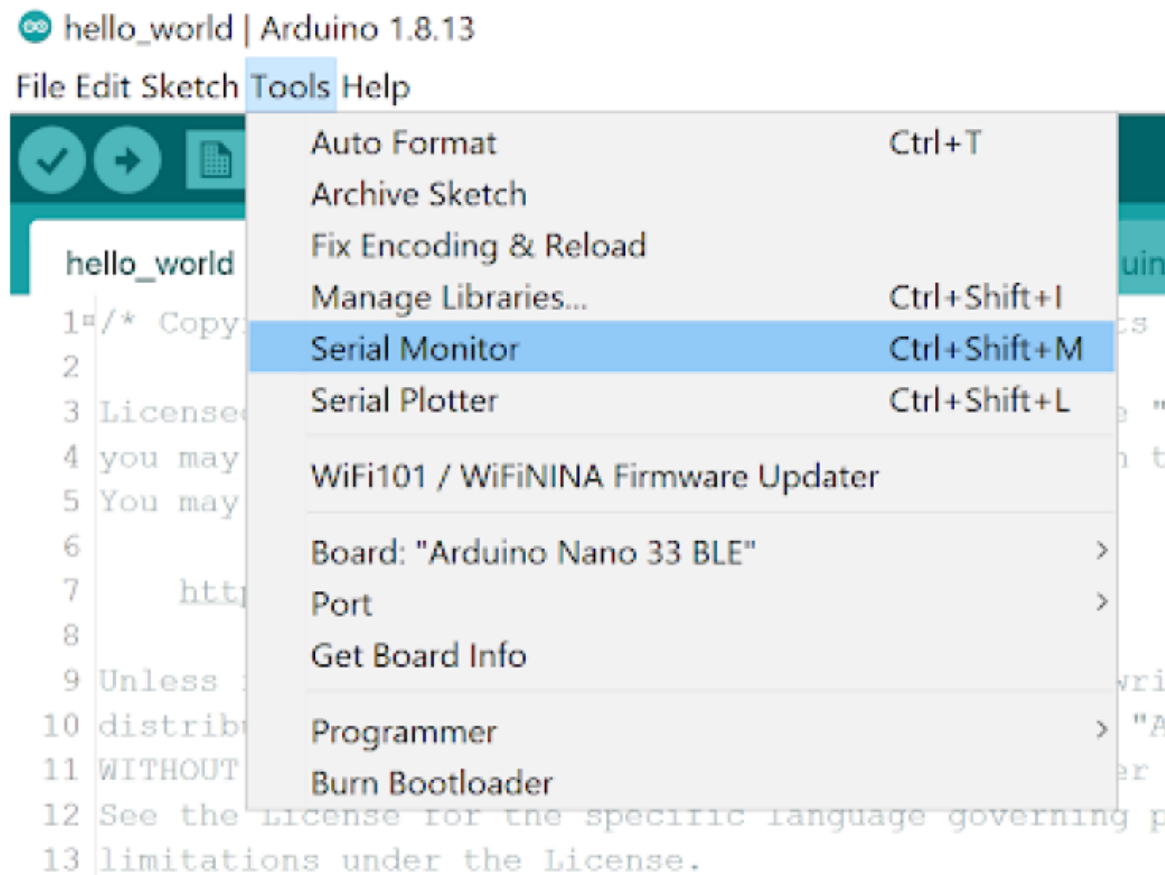 hello_world | Arduino 1.8.13
File Edit Sketch Tools Help
Auto Format Ctrl+T
Archive Sketch
Fix Encoding & Reload
hello_world
Manage Libraries... Ctrl+Shift+I
1 /* Copy
Serial Monitor Ctrl+Shift+M
2
Serial Plotter Ctrl+Shift+L
3 License "
4 you may
WiFi101 / WiFiNINA Firmware Updater
5 You may
6
Board: "Arduino Nano 33 BLE"
7 http
Port
8
Get Board Info
9 Unless
10 distrib "A
Programmer
11 WITHOUT
Burn Bootloader
12 See the License for the specific language governing p
13 limitations under the License.